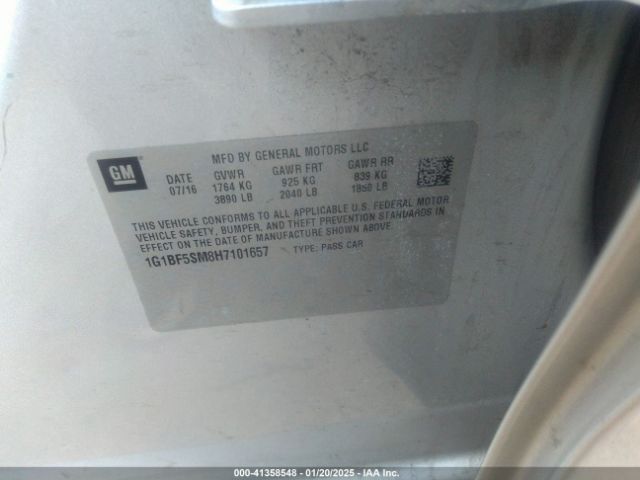 GM
MFD BY GENERAL MOTORS LLC
DATE GVWR GAWR FRT GAWR RR
07/16 1764 KG 925 KG 839 KG
3890 LB 2040 LB 1850 LB
THIS VEHICLE CONFORMS TO ALL APPLICABLE U.S. FEDERAL MOTOR
VEHICLE SAFETY, BUMPER, AND THEFT PREVENTION STANDARDS IN
EFFECT ON THE DATE OF MANUFACTURE SHOWN ABOVE.
1G1BF5SM8H7101657 TYPE: PASS CAR
000-41358548 - 01/20/2025 - IAA Inc.